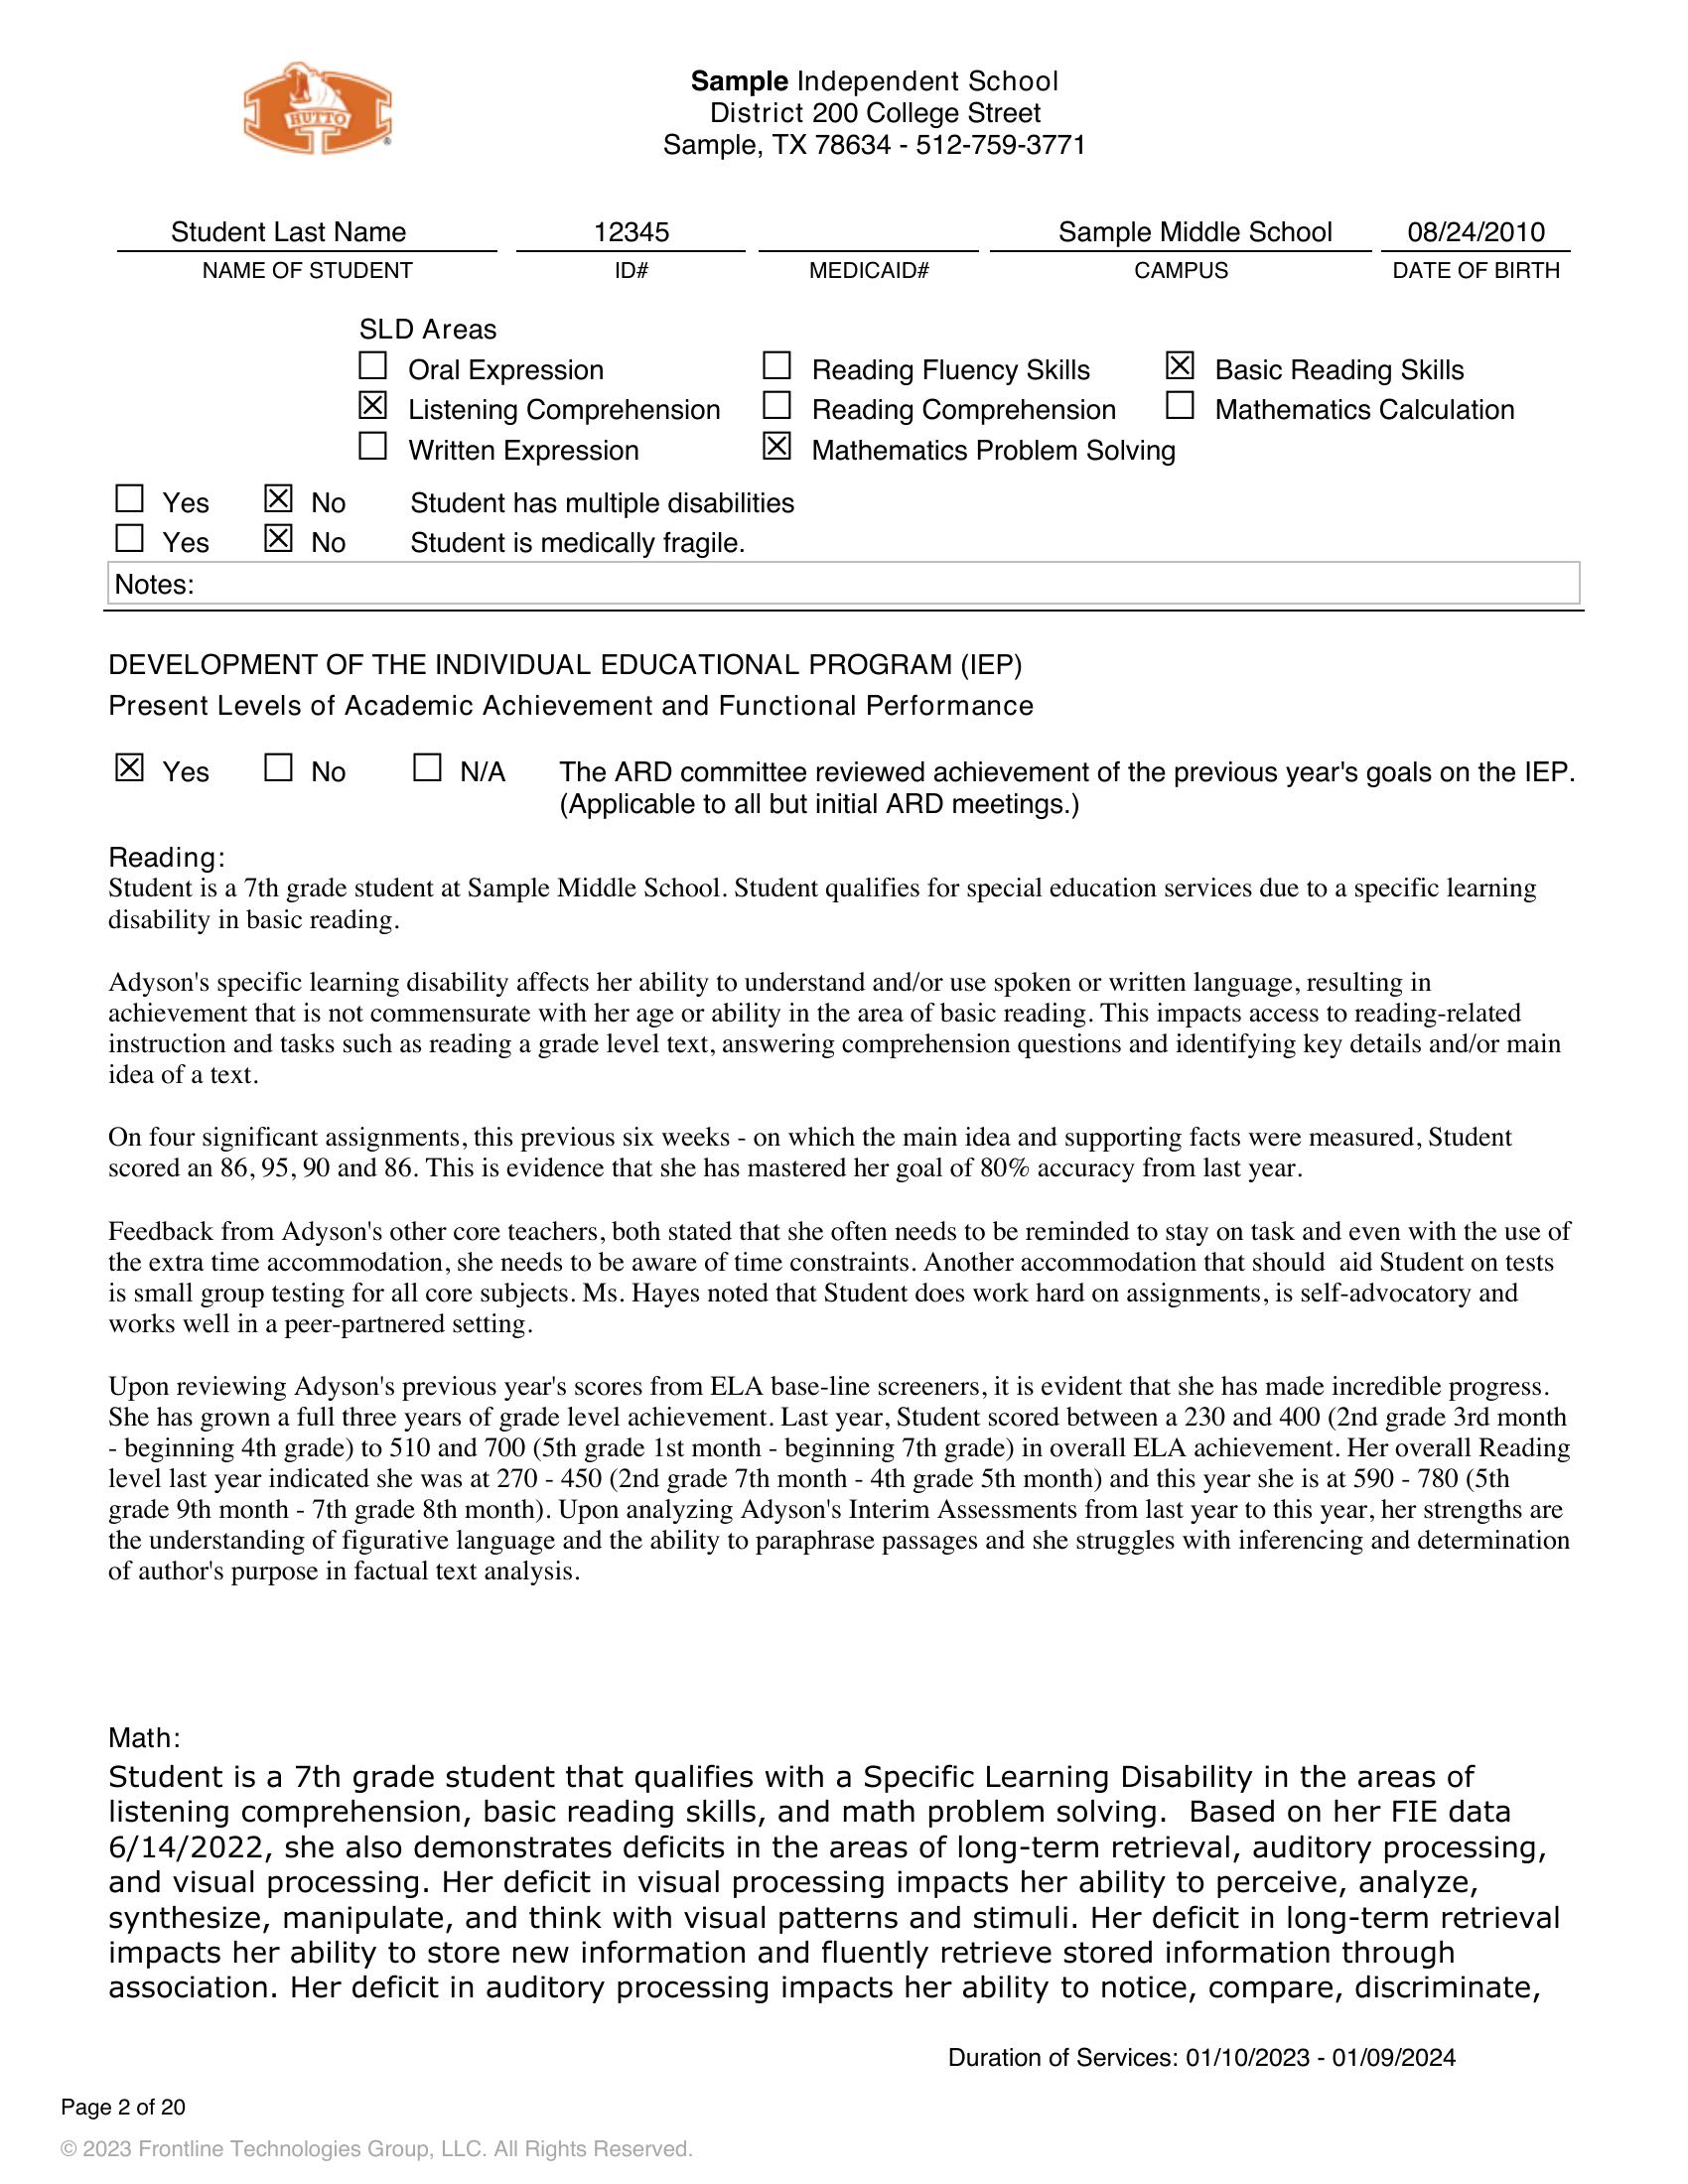 HUTTO
®
Sample Independent School
District 200 College Street
Sample, TX 78634 - 512-759-3771
Student Last Name 12345 Sample Middle School 08/24/2010
NAME OF STUDENT ID# MEDICAID# CAMPUS DATE OF BIRTH
SLD Areas
☐ Oral Expression ☐ Reading Fluency Skills ☒ Basic Reading Skills
☒ Listening Comprehension ☐ Reading Comprehension ☐ Mathematics Calculation
☐ Written Expression ☒ Mathematics Problem Solving
☐ Yes ☒ No Student has multiple disabilities
☐ Yes ☒ No Student is medically fragile.
Notes:
DEVELOPMENT OF THE INDIVIDUAL EDUCATIONAL PROGRAM (IEP)
Present Levels of Academic Achievement and Functional Performance
☒ Yes ☐ No ☐ N/A The ARD committee reviewed achievement of the previous year's goals on the IEP.
(Applicable to all but initial ARD meetings.)
Reading:
Student is a 7th grade student at Sample Middle School. Student qualifies for special education services due to a specific learning
disability in basic reading.
Adyson's specific learning disability affects her ability to understand and/or use spoken or written language, resulting in
achievement that is not commensurate with her age or ability in the area of basic reading. This impacts access to reading-related
instruction and tasks such as reading a grade level text, answering comprehension questions and identifying key details and/or main
idea of a text.
On four significant assignments, this previous six weeks - on which the main idea and supporting facts were measured, Student
scored an 86, 95, 90 and 86. This is evidence that she has mastered her goal of 80% accuracy from last year.
Feedback from Adyson's other core teachers, both stated that she often needs to be reminded to stay on task and even with the use of
the extra time accommodation, she needs to be aware of time constraints. Another accommodation that should aid Student on tests
is small group testing for all core subjects. Ms. Hayes noted that Student does work hard on assignments, is self-advocatory and
works well in a peer-partnered setting.
Upon reviewing Adyson's previous year's scores from ELA base-line screeners, it is evident that she has made incredible progress.
She has grown a full three years of grade level achievement. Last year, Student scored between a 230 and 400 (2nd grade 3rd month
- beginning 4th grade) to 510 and 700 (5th grade 1st month - beginning 7th grade) in overall ELA achievement. Her overall Reading
level last year indicated she was at 270 - 450 (2nd grade 7th month - 4th grade 5th month) and this year she is at 590 - 780 (5th
grade 9th month - 7th grade 8th month). Upon analyzing Adyson's Interim Assessments from last year to this year, her strengths are
the understanding of figurative language and the ability to paraphrase passages and she struggles with inferencing and determination
of author's purpose in factual text analysis.
Math:
Student is a 7th grade student that qualifies with a Specific Learning Disability in the areas of
listening comprehension, basic reading skills, and math problem solving. Based on her FIE data
6/14/2022, she also demonstrates deficits in the areas of long-term retrieval, auditory processing,
and visual processing. Her deficit in visual processing impacts her ability to perceive, analyze,
synthesize, manipulate, and think with visual patterns and stimuli. Her deficit in long-term retrieval
impacts her ability to store new information and fluently retrieve stored information through
association. Her deficit in auditory processing impacts her ability to notice, compare, discriminate,
Duration of Services: 01/10/2023 - 01/09/2024
Page 2 of 20
© 2023 Frontline Technologies Group, LLC. All Rights Reserved.